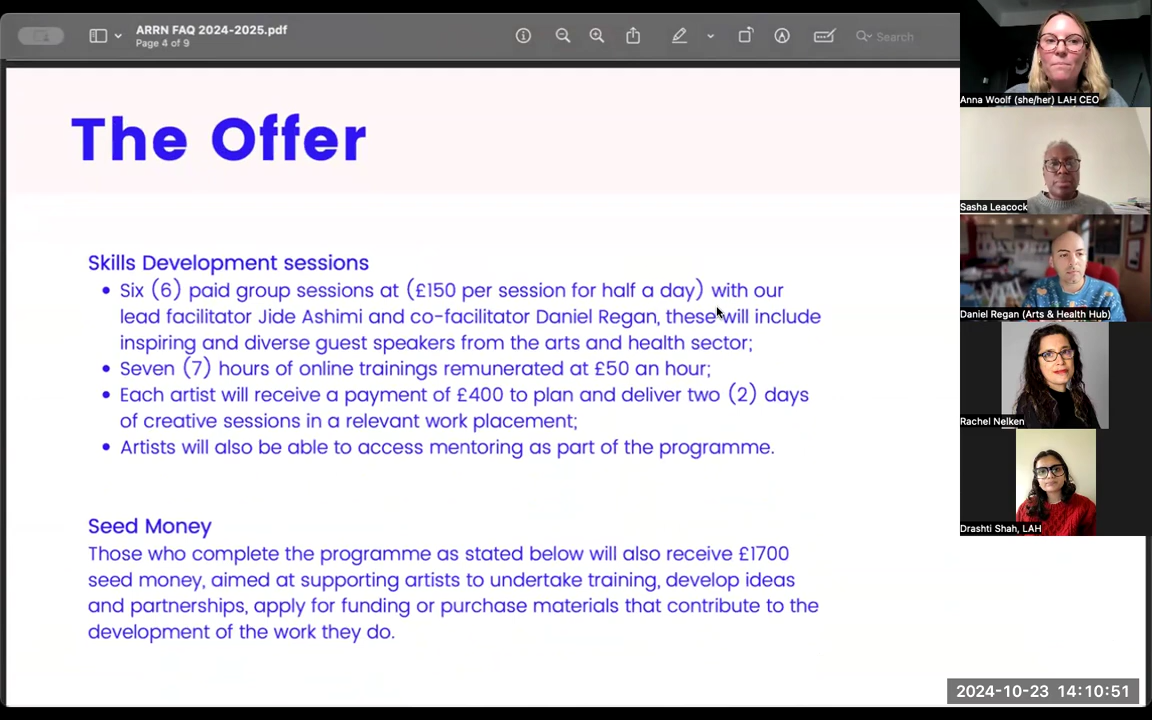 ARRN FAQ 2024-2025.pdf
Page 4 of 9
Search
The Offer
Skills Development sessions
• Six (6) paid group sessions at (£150 per session for half a day) with our
lead facilitator Jide Ashimi and co-facilitator Daniel Regan, these will include
inspiring and diverse guest speakers from the arts and health sector;
• Seven (7) hours of online trainings remunerated at £50 an hour;
• Each artist will receive a payment of £400 to plan and deliver two (2) days
of creative sessions in a relevant work placement;
• Artists will also be able to access mentoring as part of the programme.
Seed Money
Those who complete the programme as stated below will also receive £1700
seed money, aimed at supporting artists to undertake training, develop ideas
and partnerships, apply for funding or purchase materials that contribute to the
development of the work they do.
Anna Woolf (she/her) LAH CEO
Sasha Leacock
Daniel Regan (Arts & Health Hub)
Rachel Nelken
Drashti Shah, LAH
2024-10-23 14:10:51